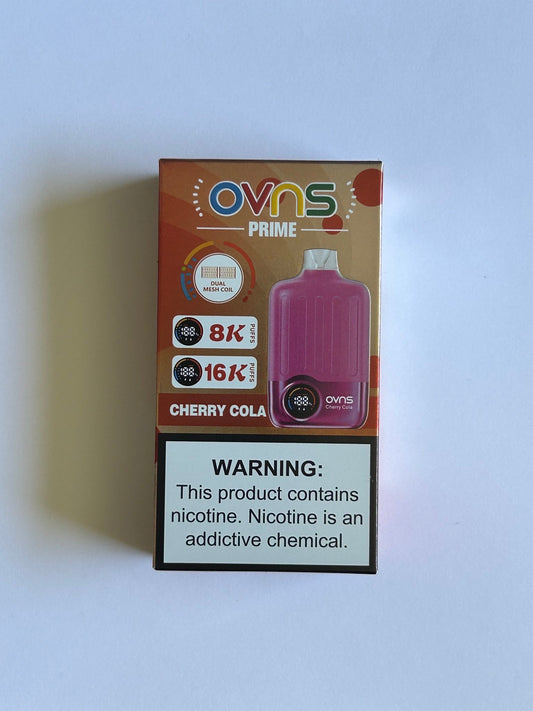 OVNS
PRIME
DUAL
MESH COIL
8K PUFFS
16K PUFFS
CHERRY COLA
OVNS
Cherry Cola
WARNING:
This product contains
nicotine. Nicotine is an
addictive chemical.